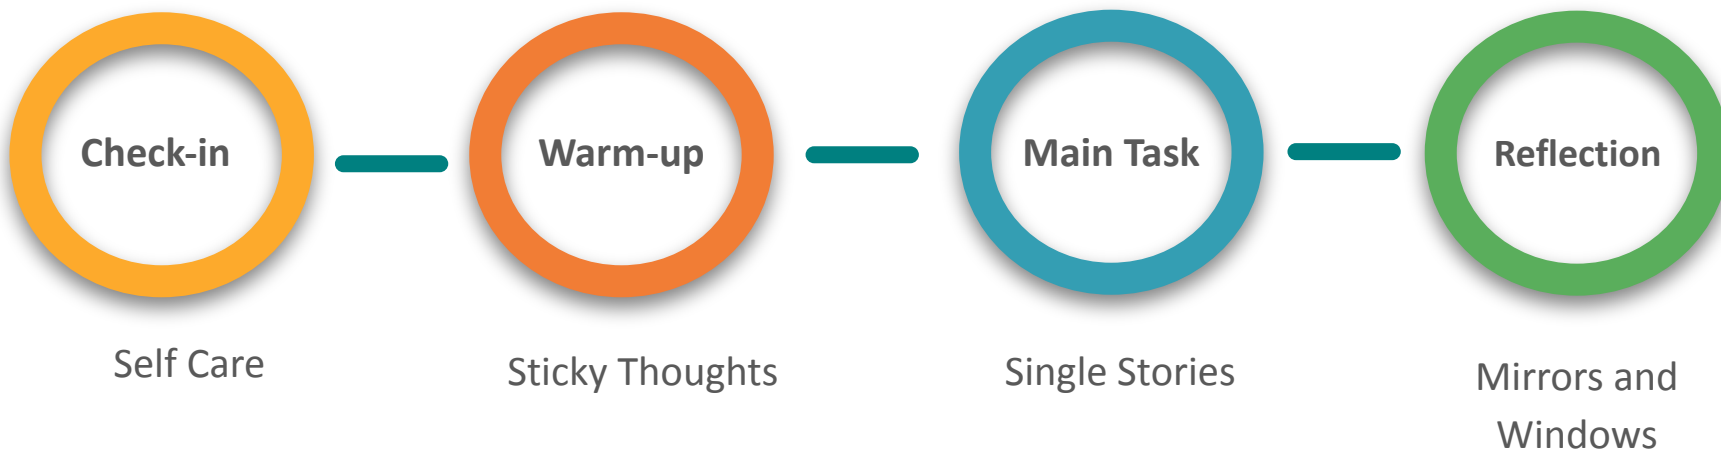 Check-in
Warm-up
Main Task
Reflection
Self Care
Sticky Thoughts
Single Stories
Mirrors and
Windows